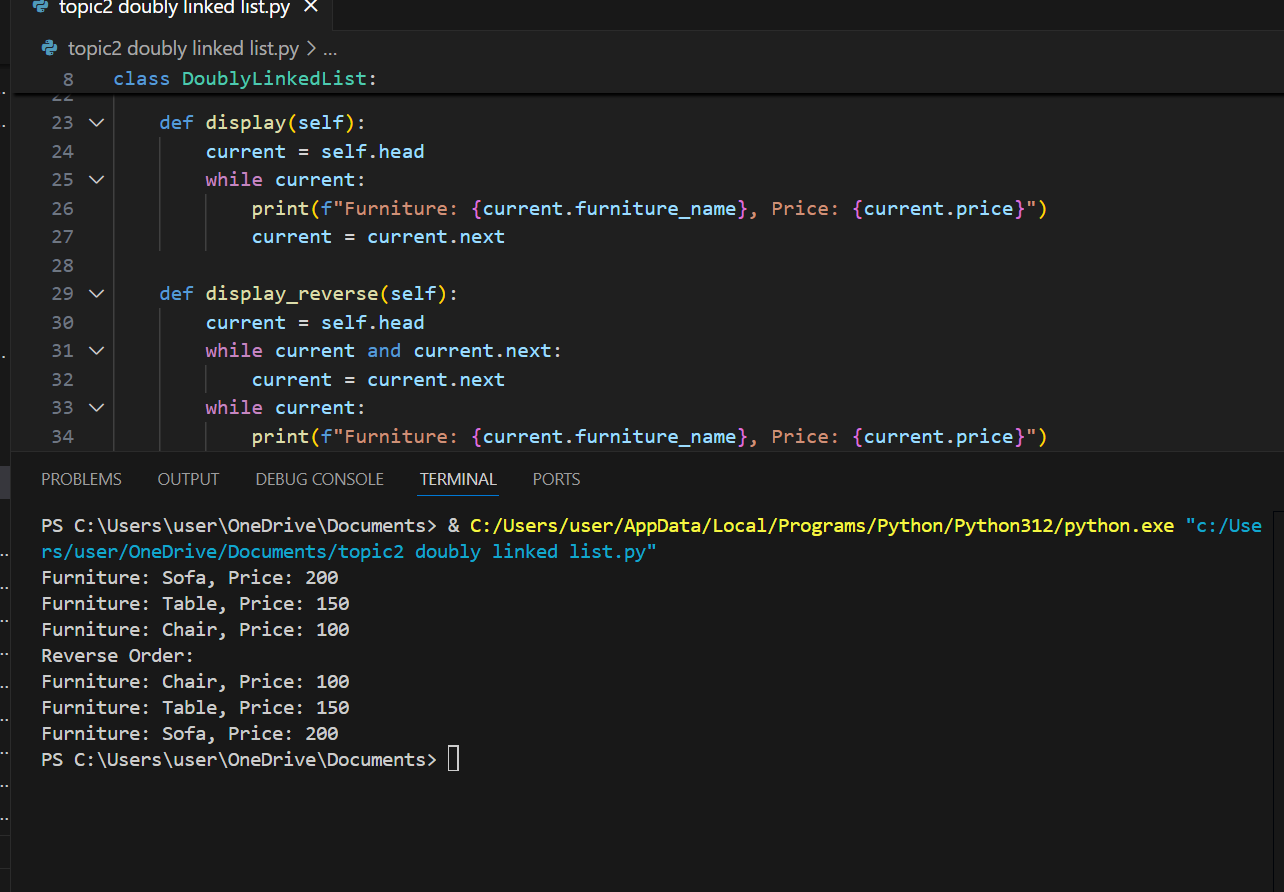 topic2 doubly linked list.py ×
topic2 doubly linked list.py > ...
8 class DoublyLinkedList:
22
23 def display(self):
24 current = self.head
25 while current:
26 print(f"Furniture: {current.furniture_name}, Price: {current.price}")
27 current = current.next
28
29 def display_reverse(self):
30 current = self.head
31 while current and current.next:
32 current = current.next
33 while current:
34 print(f"Furniture: {current.furniture_name}, Price: {current.price}")
PROBLEMS OUTPUT DEBUG CONSOLE TERMINAL PORTS
PS C:\Users\user\OneDrive\Documents> & C:/Users/user/AppData/Local/Programs/Python/Python312/python.exe "c:/Use
rs/user/OneDrive/Documents/topic2 doubly linked list.py"
Furniture: Sofa, Price: 200
Furniture: Table, Price: 150
Furniture: Chair, Price: 100
Reverse Order:
Furniture: Chair, Price: 100
Furniture: Table, Price: 150
Furniture: Sofa, Price: 200
PS C:\Users\user\OneDrive\Documents>